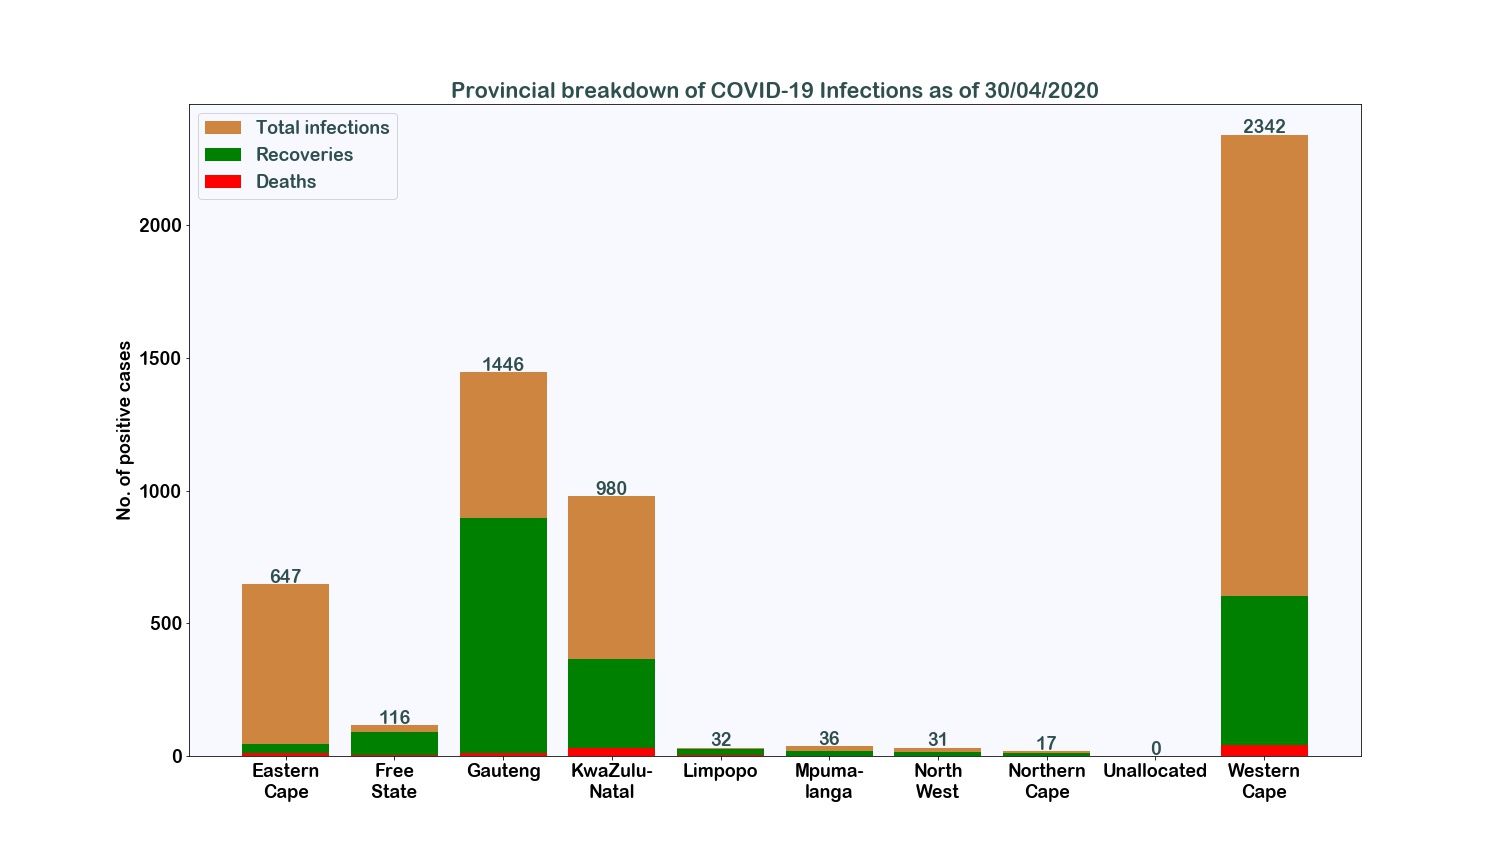 Provincial breakdown of COVID-19 Infections as of 30/04/2020
Total infections
Recoveries
Deaths
No. of positive cases
2000
1500
1000
500
0
647
116
1446
980
32
36
31
17
0
2342
Eastern
Cape
Free
State
Gauteng
KwaZulu-
Natal
Limpopo
Mpuma-
langa
North
West
Northern
Cape
Unallocated
Western
Cape